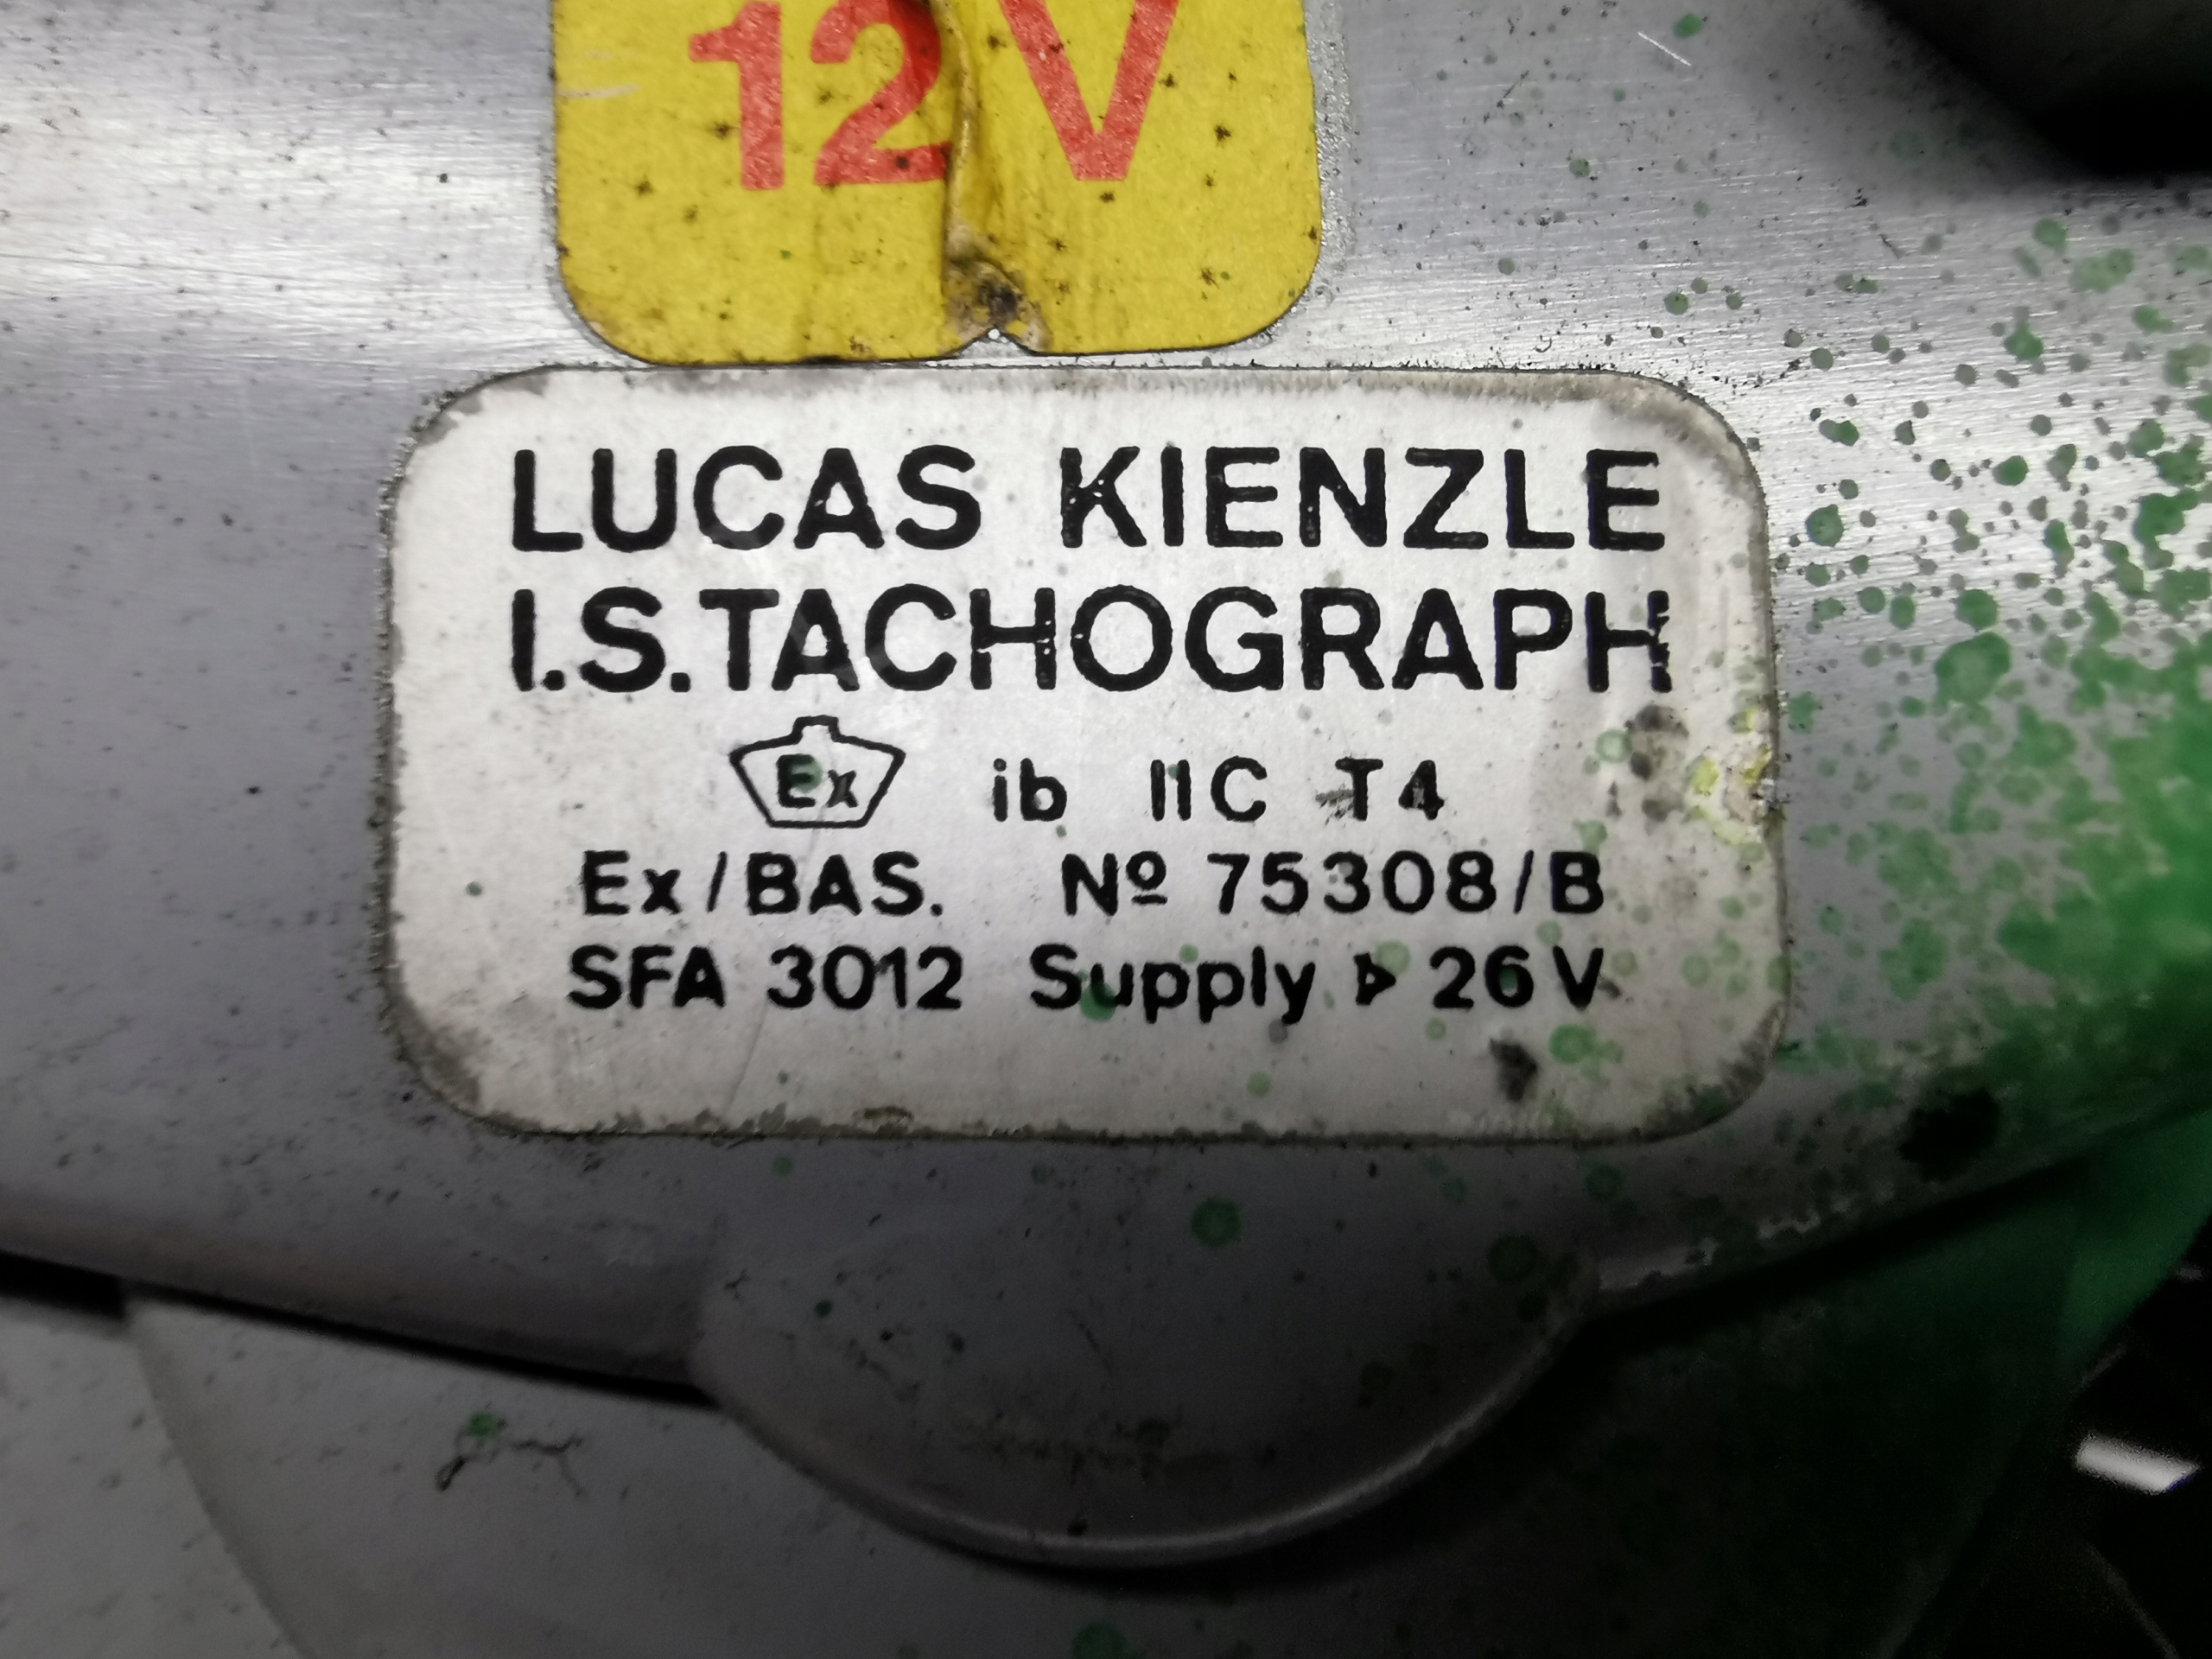 12V
LUCAS KIENZLE
I.S.TACHOGRAPH
Ex ib IIC T4
Ex/BAS. Nº 75308/B
SFA 3012 Supply ⊳ 26V